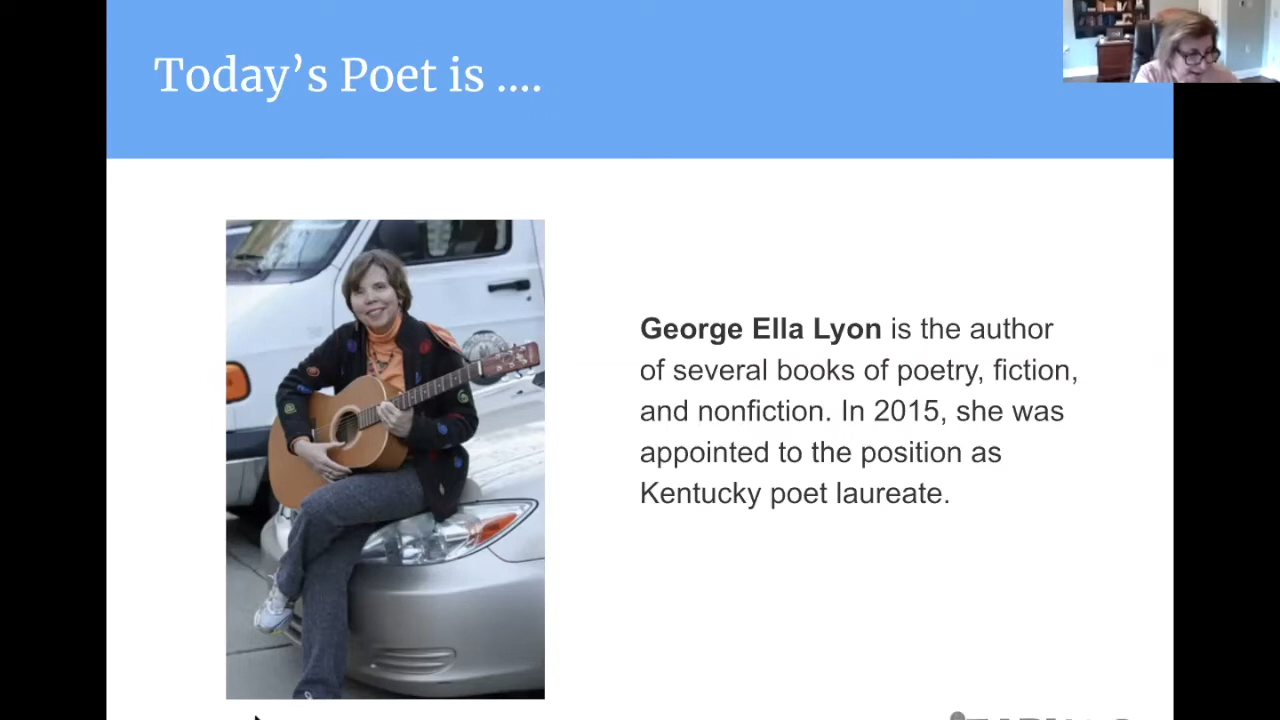 Today’s Poet is ....
George Ella Lyon is the author
of several books of poetry, fiction,
and nonfiction. In 2015, she was
appointed to the position as
Kentucky poet laureate.